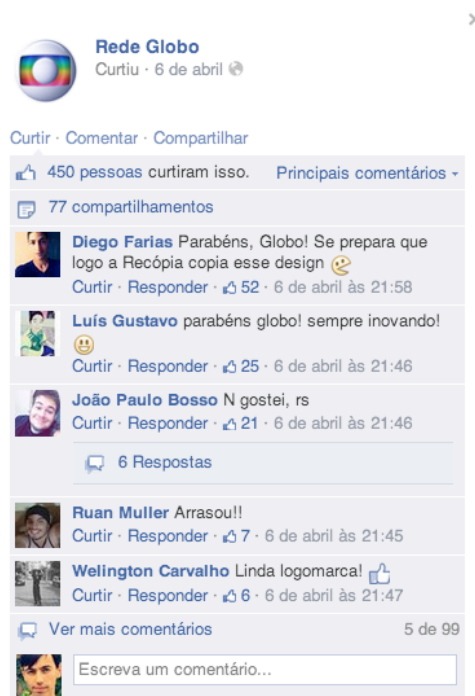 Rede Globo
Curtiu · 6 de abril
Curtir · Comentar · Compartilhar
450 pessoas curtiram isso. Principais comentários
77 compartilhamentos
Diego Farias Parabéns, Globo! Se prepara que
logo a Recópia copia esse design
Curtir · Responder · 52 · 6 de abril às 21:58
Luís Gustavo parabéns globo! sempre inovando!
Curtir · Responder · 25 · 6 de abril às 21:46
João Paulo Bosso N gostei, rs
Curtir · Responder · 21 · 6 de abril às 21:46
6 Respostas
Ruan Muller Arrasou!!
Curtir · Responder · 7 · 6 de abril às 21:45
Welington Carvalho Linda logomarca!
Curtir · Responder · 6 · 6 de abril às 21:47
Ver mais comentários 5 de 99
Escreva um comentário...